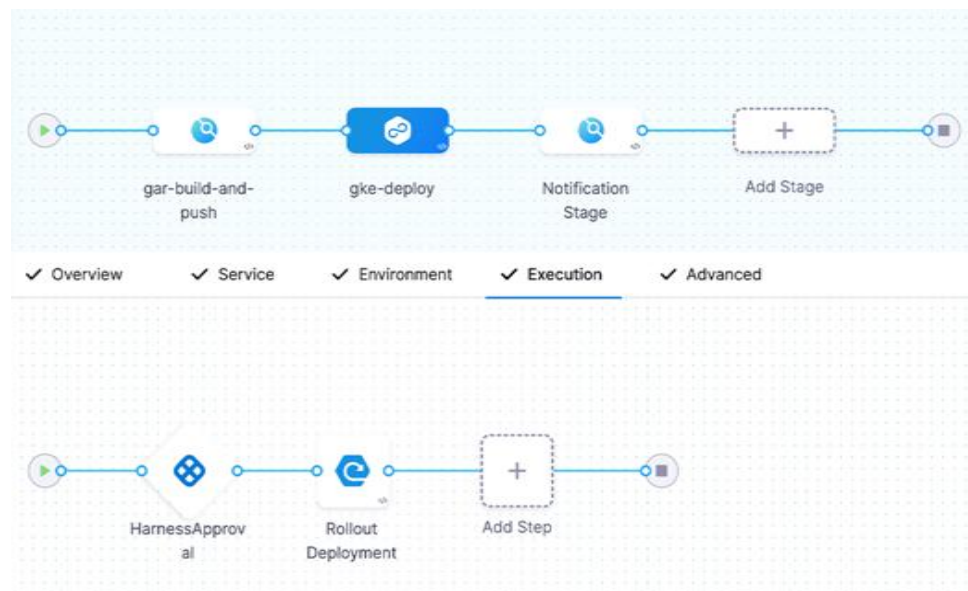 gar-build-and-
push
gke-deploy
Notification
Stage
Add Stage
Overview
Service
Environment
Execution
Advanced
HarnessApprov
al
Rollout
Deployment
Add Step